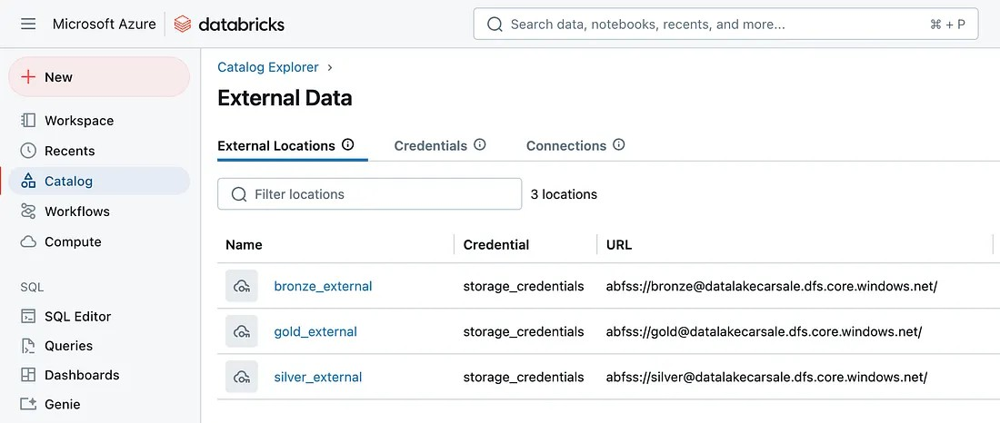 Microsoft Azure databricks Search data, notebooks, recents, and more... ⌘ + P
New
Workspace
Recents
Catalog
Workflows
Compute
SQL
SQL Editor
Queries
Dashboards
Genie
Catalog Explorer ›
External Data
External Locations Credentials Connections
Filter locations 3 locations
Name Credential URL
bronze_external storage_credentials abfss://bronze@datalakecarsale.dfs.core.windows.net/
gold_external storage_credentials abfss://gold@datalakecarsale.dfs.core.windows.net/
silver_external storage_credentials abfss://silver@datalakecarsale.dfs.core.windows.net/